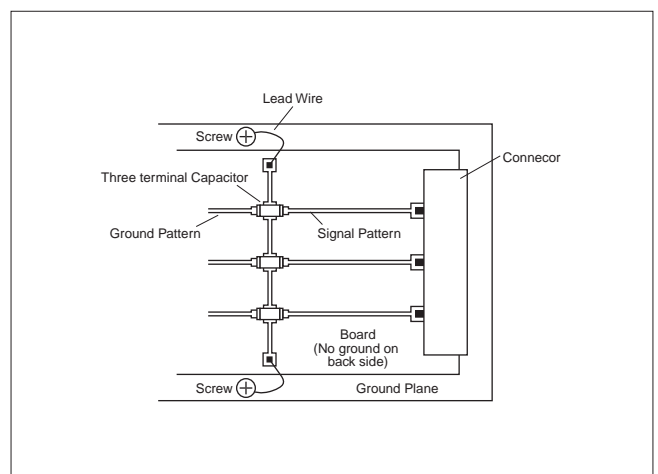 Lead Wire
Screw
Connecor
Three terminal Capacitor
Ground Pattern
Signal Pattern
Board
(No ground on
back side)
Screw
Ground Plane